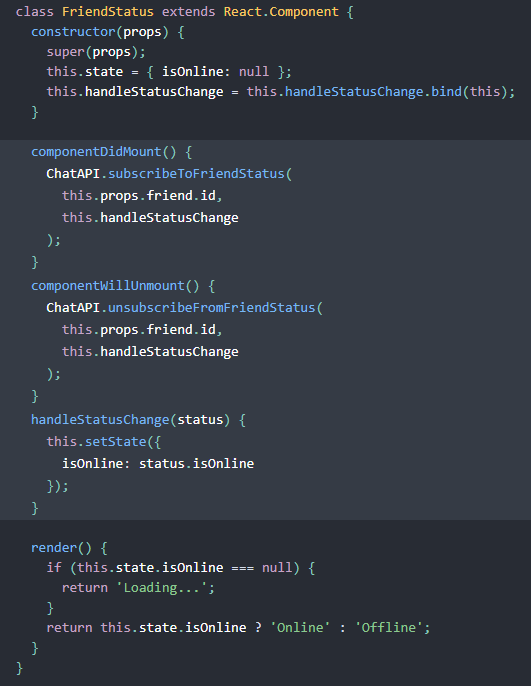 class FriendStatus extends React.Component {
  constructor(props) {
    super(props);
    this.state = { isOnline: null };
    this.handleStatusChange = this.handleStatusChange.bind(this);
  }

  componentDidMount() {
    ChatAPI.subscribeToFriendStatus(
      this.props.friend.id,
      this.handleStatusChange
    );
  }
  componentWillUnmount() {
    ChatAPI.unsubscribeFromFriendStatus(
      this.props.friend.id,
      this.handleStatusChange
    );
  }
  handleStatusChange(status) {
    this.setState({
      isOnline: status.isOnline
    });
  }

  render() {
    if (this.state.isOnline === null) {
      return 'Loading...';
    }
    return this.state.isOnline ? 'Online' : 'Offline';
  }
}